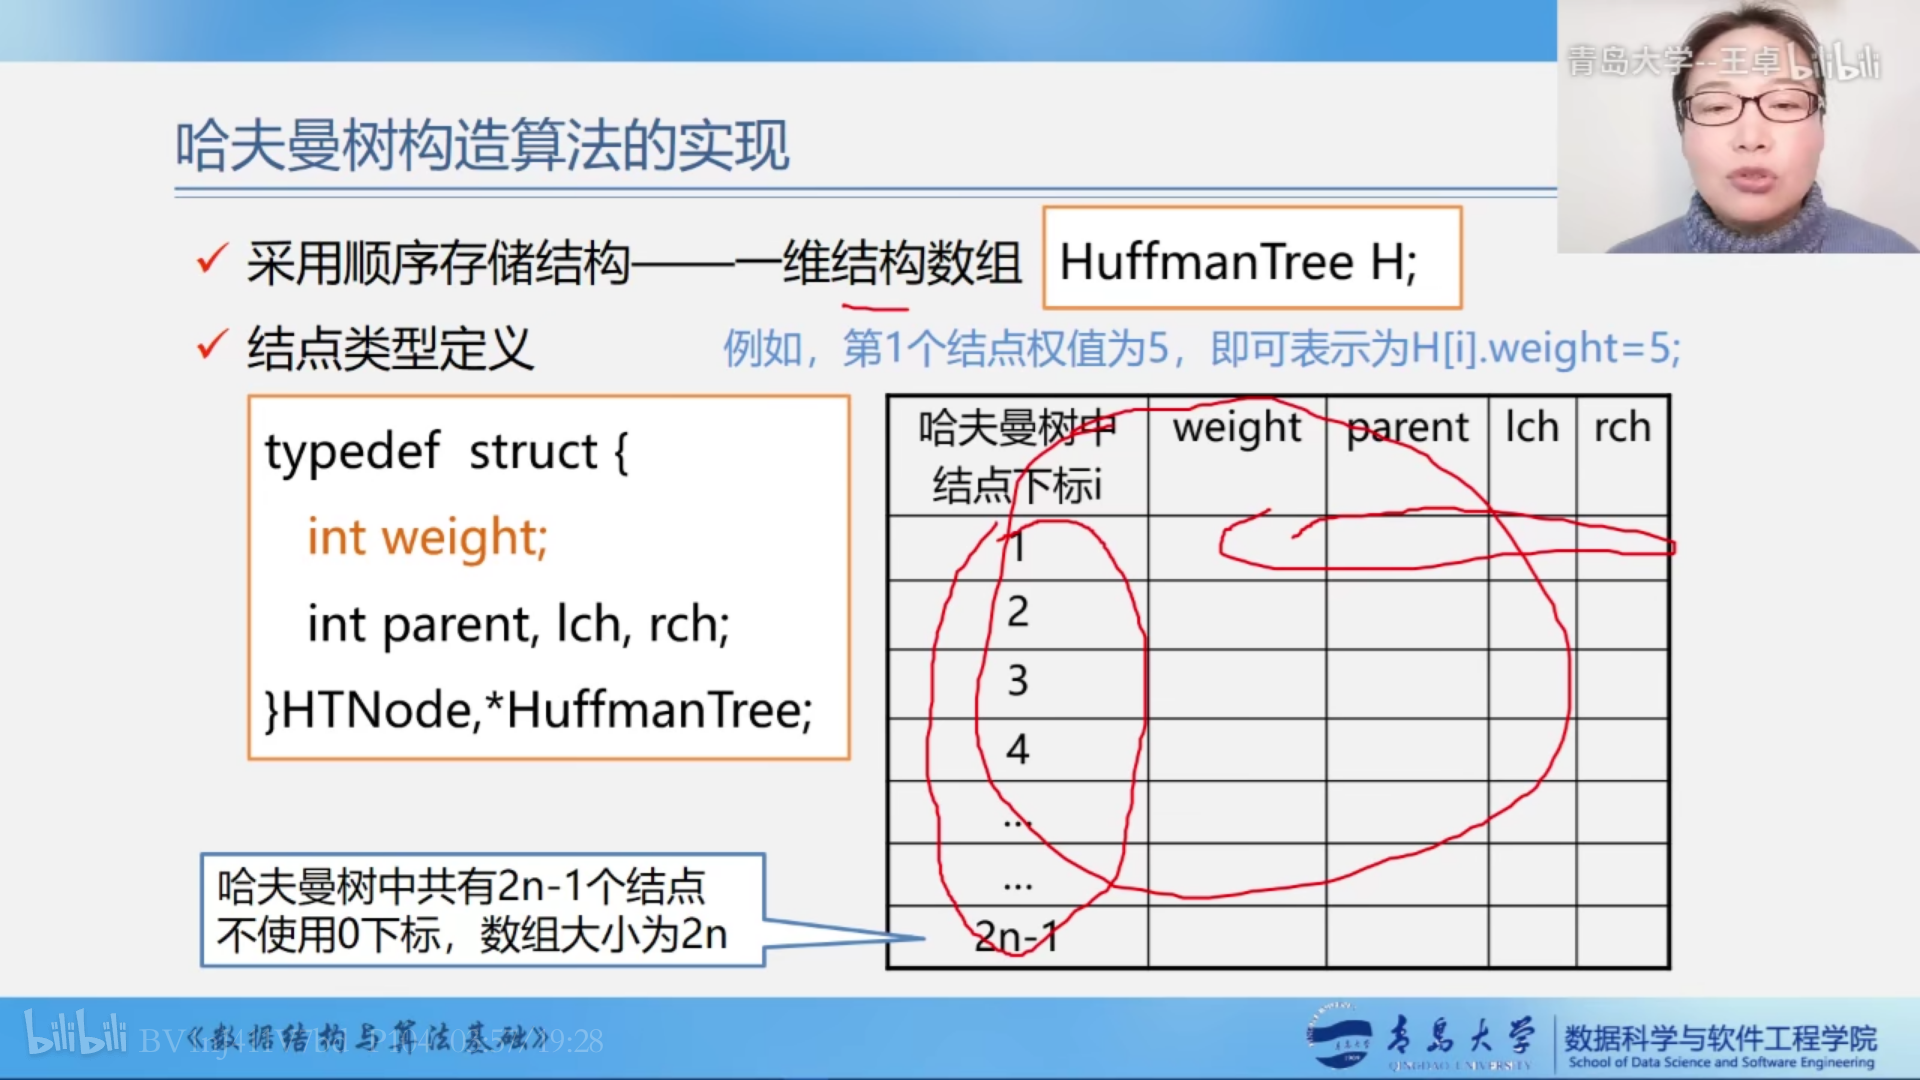 青岛大学--王卓 bilibili
哈夫曼树构造算法的实现
✓ 采用顺序存储结构——一维结构数组
HuffmanTree H;
✓ 结点类型定义
例如，第1个结点权值为5，即可表示为H[i].weight=5;
typedef struct {
int weight;
int parent, lch, rch;
}HTNode,*HuffmanTree;
哈夫曼树中结点下标i weight parent lch rch
1
2
3
4
...
...
2n-1
哈夫曼树中共有2n-1个结点
不使用0下标，数组大小为2n
bilibili
《数据结构与算法基础》
19:28
青岛大学
QINGDAO UNIVERSITY
数据科学与软件工程学院
School of Data Science and Software Engineering